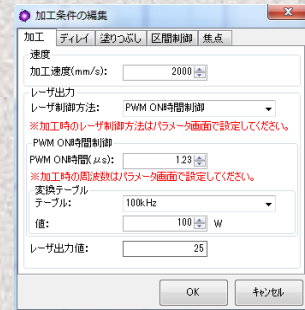 加工条件の編集
加工 ディレイ 塗りつぶし 区間制御 焦点
速度
加工速度(mm/s): 2000
レーザ出力
レーザ制御方法: PWM ON時間制御
※加工時のレーザ制御方法はパラメータ画面で設定してください。
PWM ON時間制御
PWM ON時間(μs): 1.23
※加工時の周波数はパラメータ画面で設定してください。
変換テーブル
テーブル: 100kHz
値: 100 W
レーザ出力値: 25
OK キャンセル